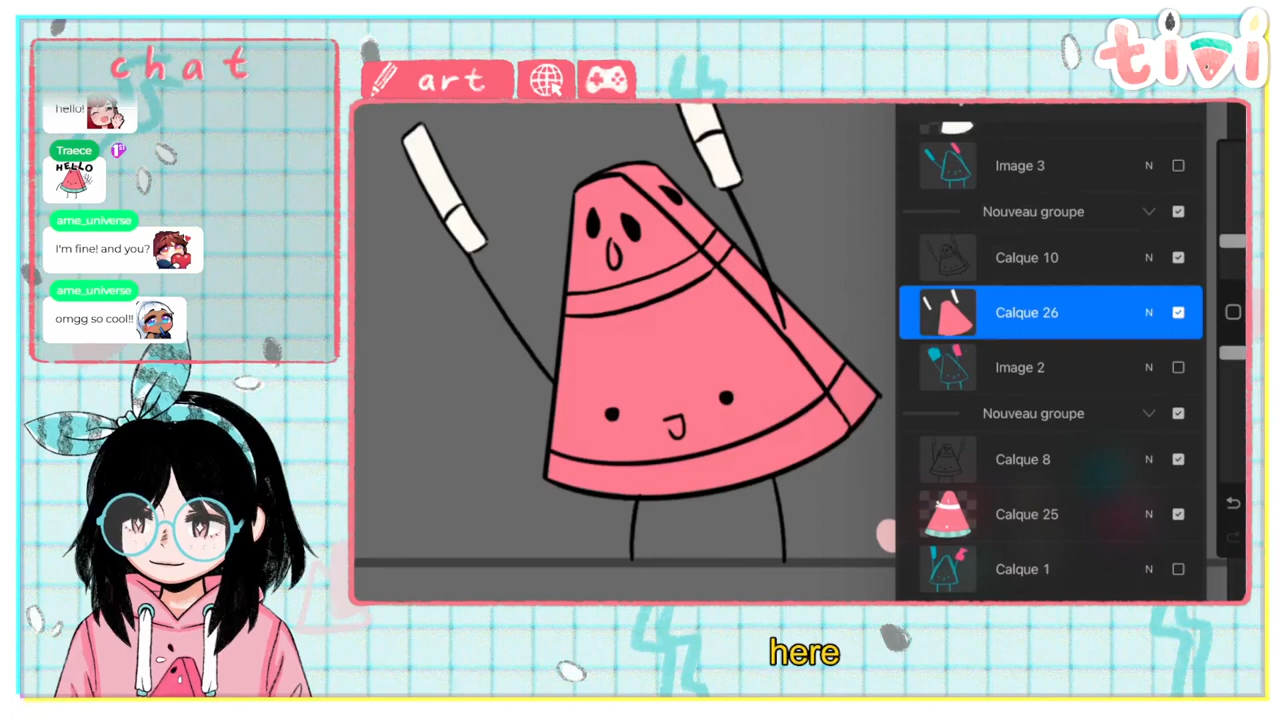 chat
hello!
Traece
1st
HELLO
ame_universe
I'm fine! and you?
ame_universe
omgg so cool!!
art
tivi
Image 3 N
Nouveau groupe
Calque 10 N
Calque 26 N
Image 2 N
Nouveau groupe
Calque 8 N
Calque 25 N
Calque 1 N
here